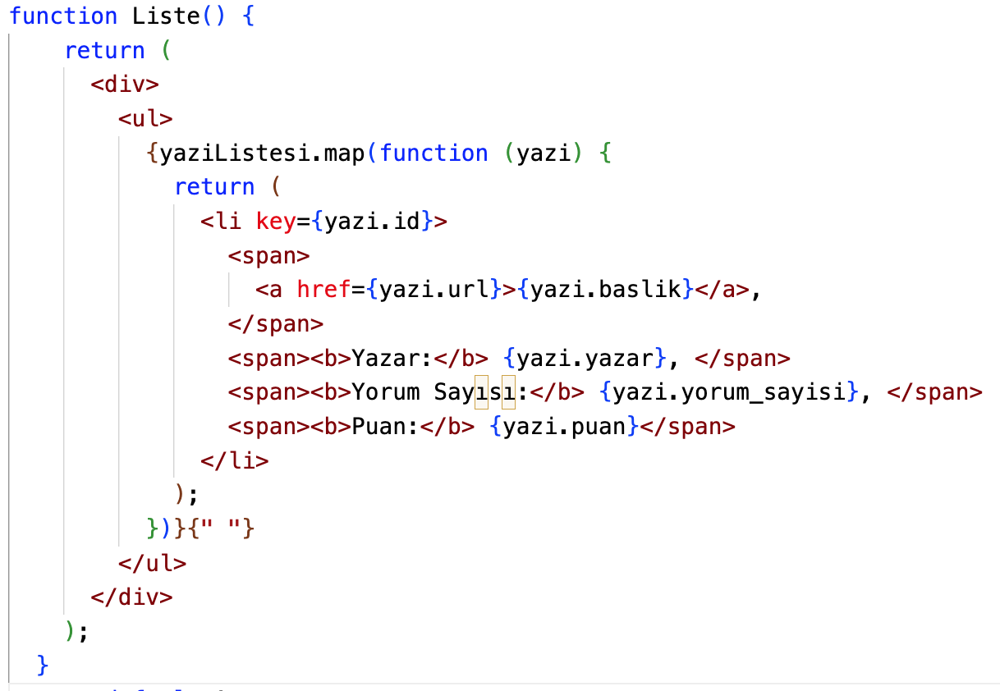 function Liste() {
return (
<div>
<ul>
{yaziListesi.map(function (yazi) {
return (
<li key={yazi.id}>
<span>
<a href={yazi.url}>{yazi.baslik}</a>,
</span>
<span><b>Yazar:</b> {yazi.yazar}, </span>
<span><b>Yorum Sayısı:</b> {yazi.yorum_sayisi}, </span>
<span><b>Puan:</b> {yazi.puan}</span>
</li>
);
})}{" "}
</ul>
</div>
);
}